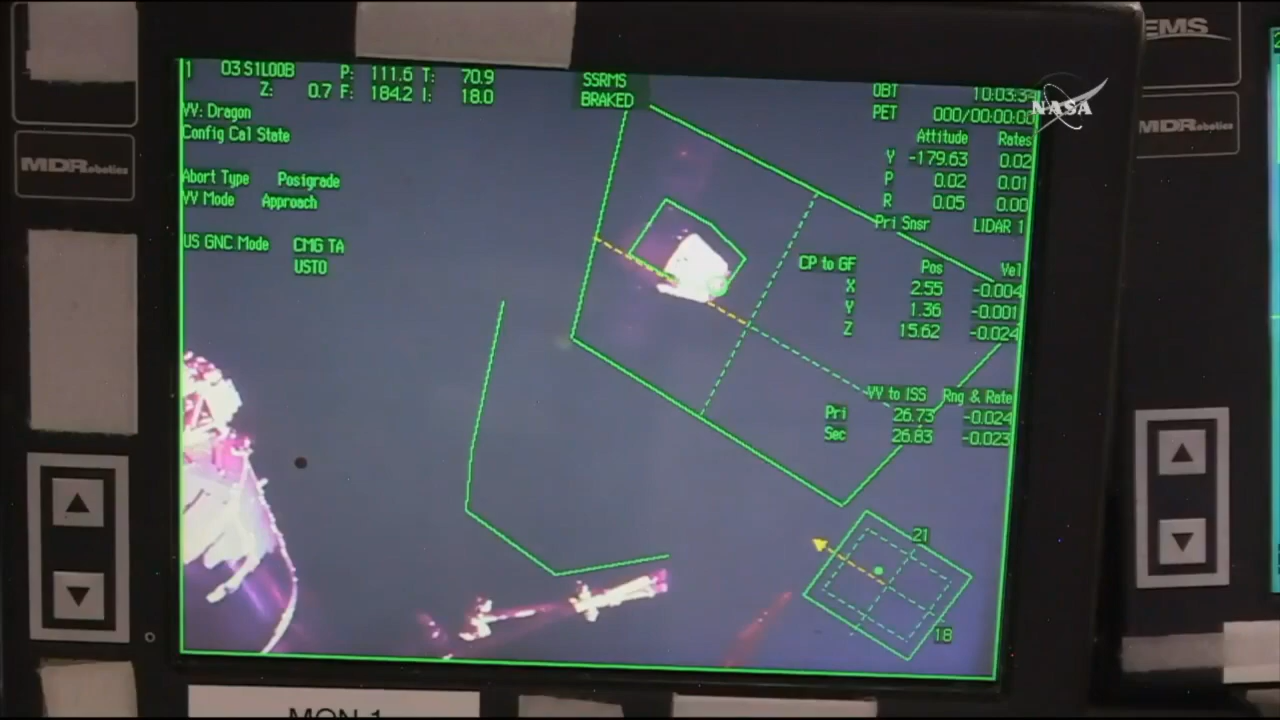 1 03 S1LOOB P: 111.6 T: 70.9
Z: 0.7 F: 184.2 I: 18.0
SSRMS
BRAKED
VV: Dragon
Config Cal State
Abort Type Posigrade
VV Mode Approach
US GNC Mode CMG TA
USTO
OBT 10:03:34
PET 000/00:00:00
Attitude Rates
Y -179.63 0.02
P 0.02 0.01
R 0.05 0.00
Pri Snsr LIDAR 1
CP to GF Pos Vel
X 2.55 -0.004
Y 1.36 -0.001
Z 15.62 -0.024
VV to ISS Rng & Rate
Pri 26.73 -0.024
Sec 26.83 -0.023
21
18
NASA
MDRobotics
EMS
MDRobotics
MON 1